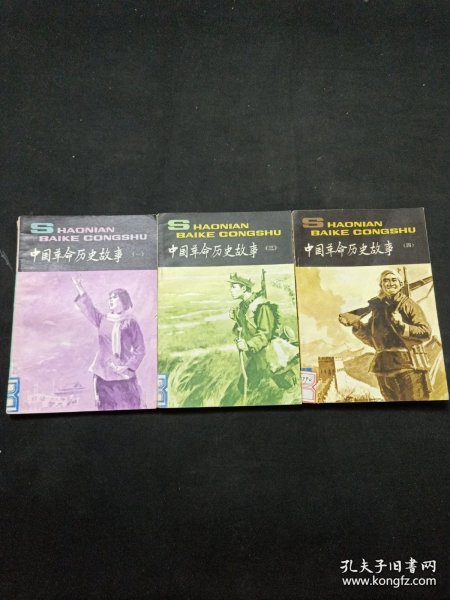 SHAONIAN
BAIKE CONGSHU
中国革命历史故事 (一)
SHAONIAN
BAIKE CONGSHU
中国革命历史故事 (三)
SHAONIAN
BAIKE CONGSHU
中国革命历史故事 (四)
孔夫子旧书网
www.kongfz.com